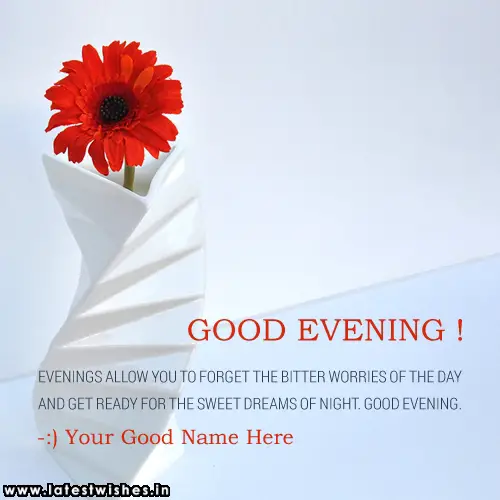 GOOD EVENING !
EVENINGS ALLOW YOU TO FORGET THE BITTER WORRIES OF THE DAY
AND GET READY FOR THE SWEET DREAMS OF NIGHT. GOOD EVENING.
-:) Your Good Name Here
www.latestwishes.in